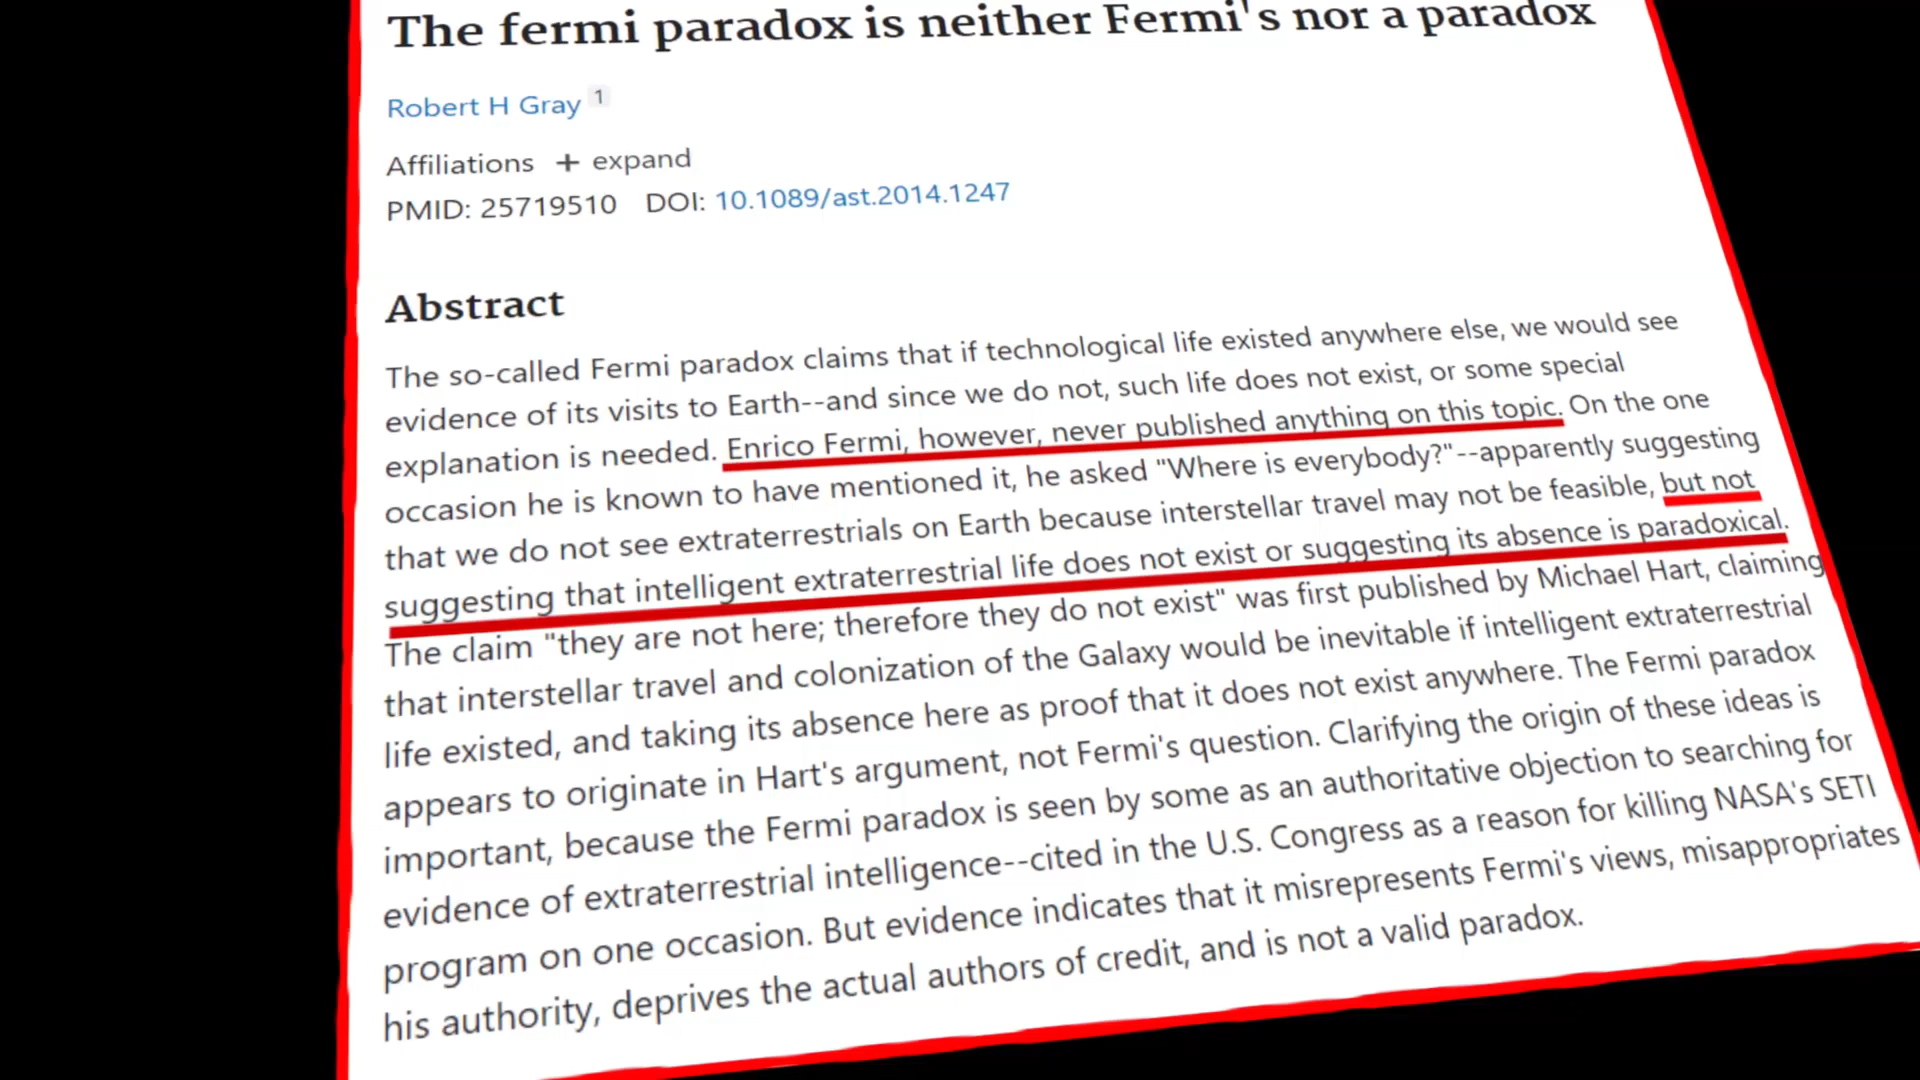 The fermi paradox is neither Fermi's nor a paradox
Robert H Gray 1
Affiliations + expand
PMID: 25719510 DOI: 10.1089/ast.2014.1247
Abstract
The so-called Fermi paradox claims that if technological life existed anywhere else, we would see
evidence of its visits to Earth--and since we do not, such life does not exist, or some special
explanation is needed. Enrico Fermi, however, never published anything on this topic. On the one
occasion he is known to have mentioned it, he asked "Where is everybody?"--apparently suggesting
that we do not see extraterrestrials on Earth because interstellar travel may not be feasible, but not
suggesting that intelligent extraterrestrial life does not exist or suggesting its absence is paradoxical.
The claim "they are not here; therefore they do not exist" was first published by Michael Hart, claiming
that interstellar travel and colonization of the Galaxy would be inevitable if intelligent extraterrestrial
life existed, and taking its absence here as proof that it does not exist anywhere. The Fermi paradox
appears to originate in Hart's argument, not Fermi's question. Clarifying the origin of these ideas is
important, because the Fermi paradox is seen by some as an authoritative objection to searching for
evidence of extraterrestrial intelligence--cited in the U.S. Congress as a reason for killing NASA's SETI
program on one occasion. But evidence indicates that it misrepresents Fermi's views, misappropriates
his authority, deprives the actual authors of credit, and is not a valid paradox.